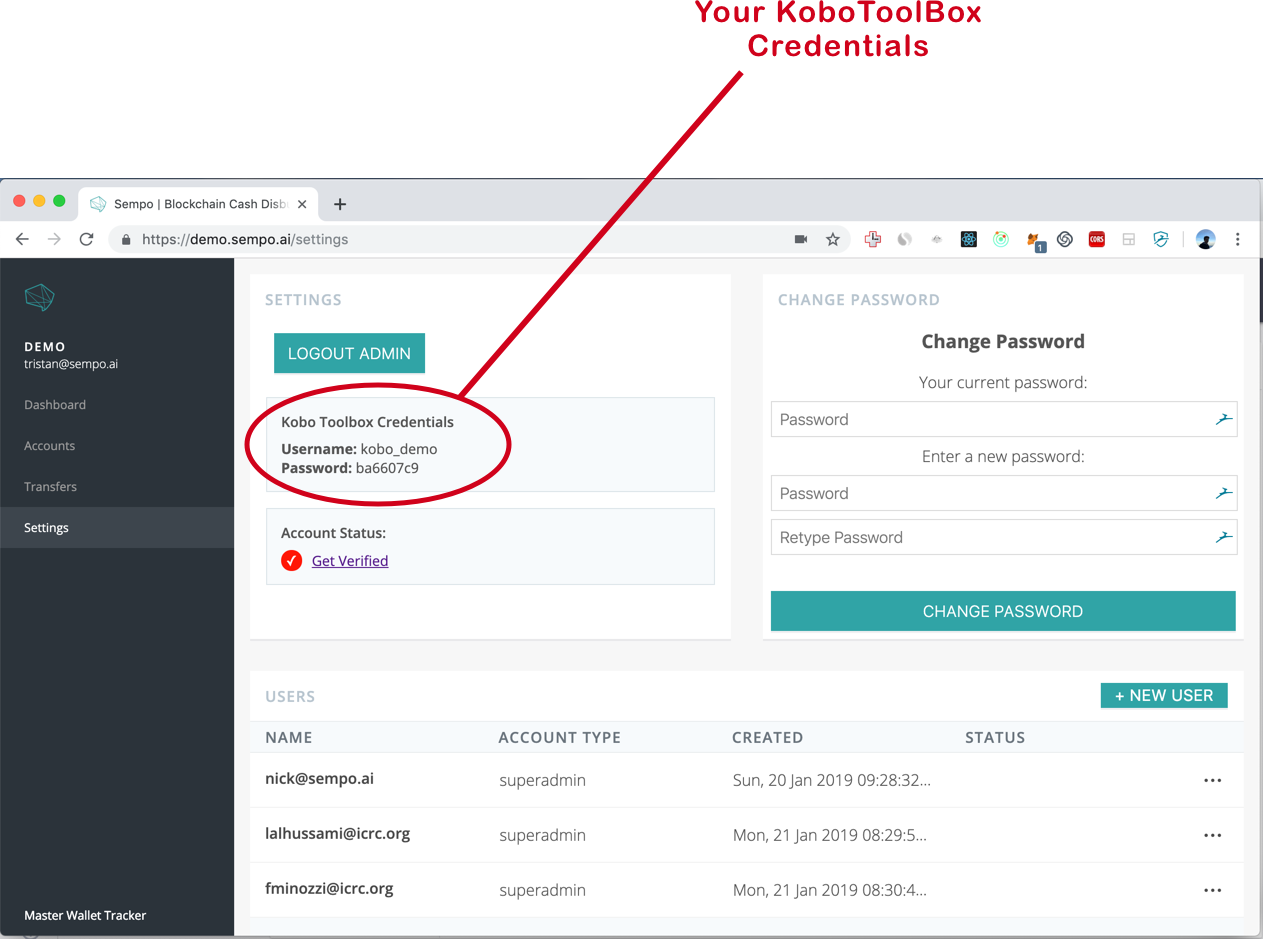 Your KoboToolBox
Credentials
Sempo | Blockchain Cash Disb
https://demo.sempo.ai/settings
CORS
1
DEMO
tristan@sempo.ai
Dashboard
Accounts
Transfers
Settings
Master Wallet Tracker
SETTINGS
LOGOUT ADMIN
Kobo Toolbox Credentials
Username: kobo_demo
Password: ba6607c9
Account Status:
Get Verified
CHANGE PASSWORD
Change Password
Your current password:
Password
Enter a new password:
Password
Retype Password
CHANGE PASSWORD
USERS
+ NEW USER
NAME ACCOUNT TYPE CREATED STATUS
nick@sempo.ai superadmin Sun, 20 Jan 2019 09:28:32...
lalhussami@icrc.org superadmin Mon, 21 Jan 2019 08:29:5...
fminozzi@icrc.org superadmin Mon, 21 Jan 2019 08:30:4...